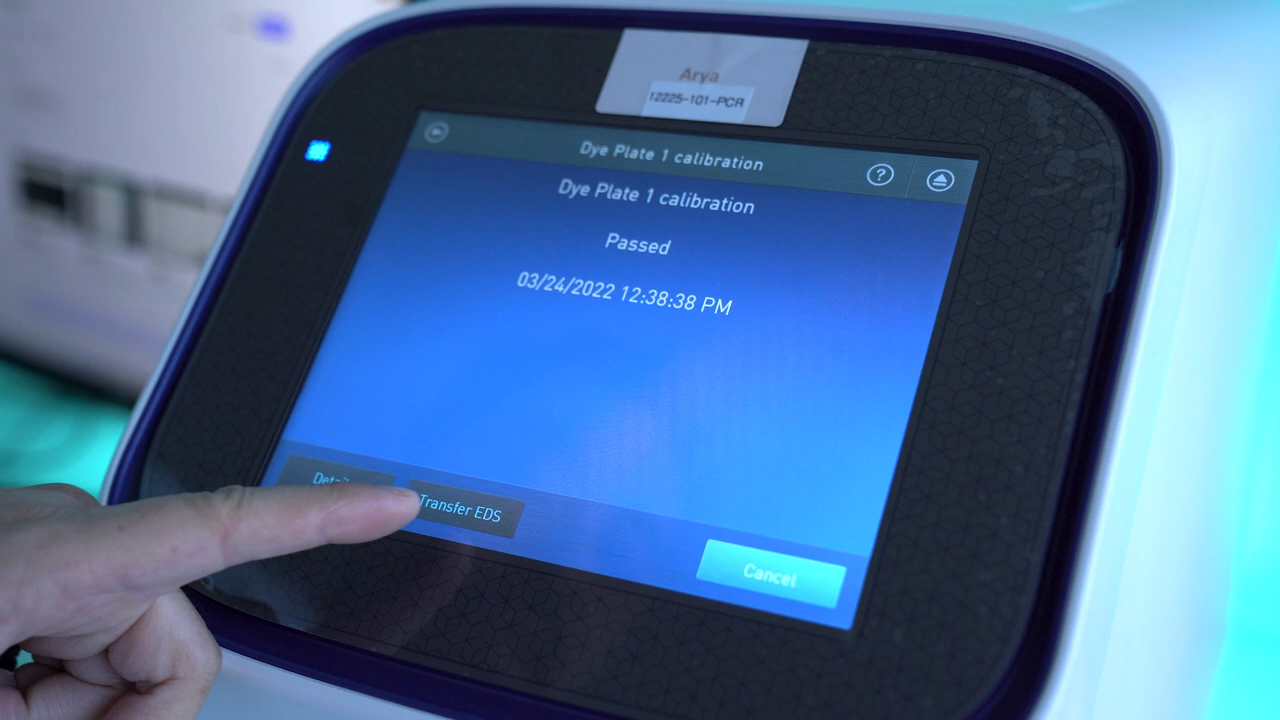 Arya
12225-101-PCR
Dye Plate 1 calibration
?
Dye Plate 1 calibration
Passed
03/24/2022 12:38:38 PM
Transfer EDS
Cancel